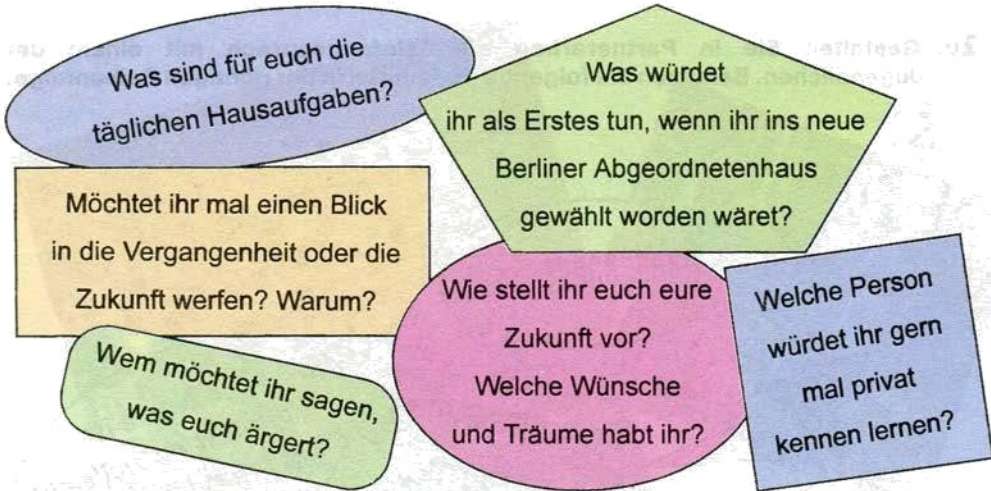 Was sind für euch die
täglichen Hausaufgaben?
Was würdet
ihr als Erstes tun, wenn ihr ins neue
Berliner Abgeordnetenhaus
gewählt worden wäret?
Möchtet ihr mal einen Blick
in die Vergangenheit oder die
Zukunft werfen? Warum?
Wie stellt ihr euch eure
Zukunft vor?
Welche Wünsche
und Träume habt ihr?
Welche Person
würdet ihr gern
mal privat
kennen lernen?
Wem möchtet ihr sagen,
was euch ärgert?